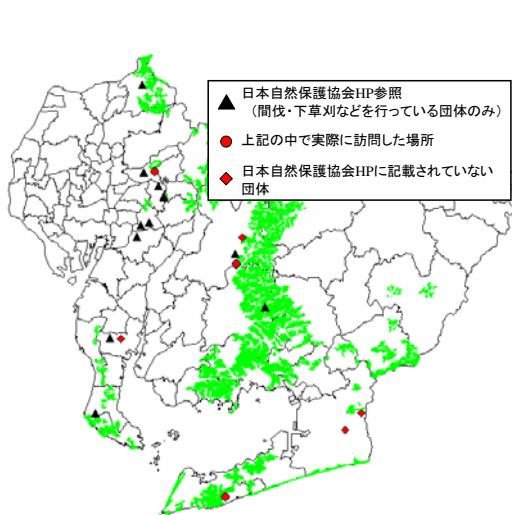 日本自然保護協会HP参照
（間伐・下草刈などを行っている団体のみ）
上記の中で実際に訪問した場所
日本自然保護協会HPに記載されていない
団体